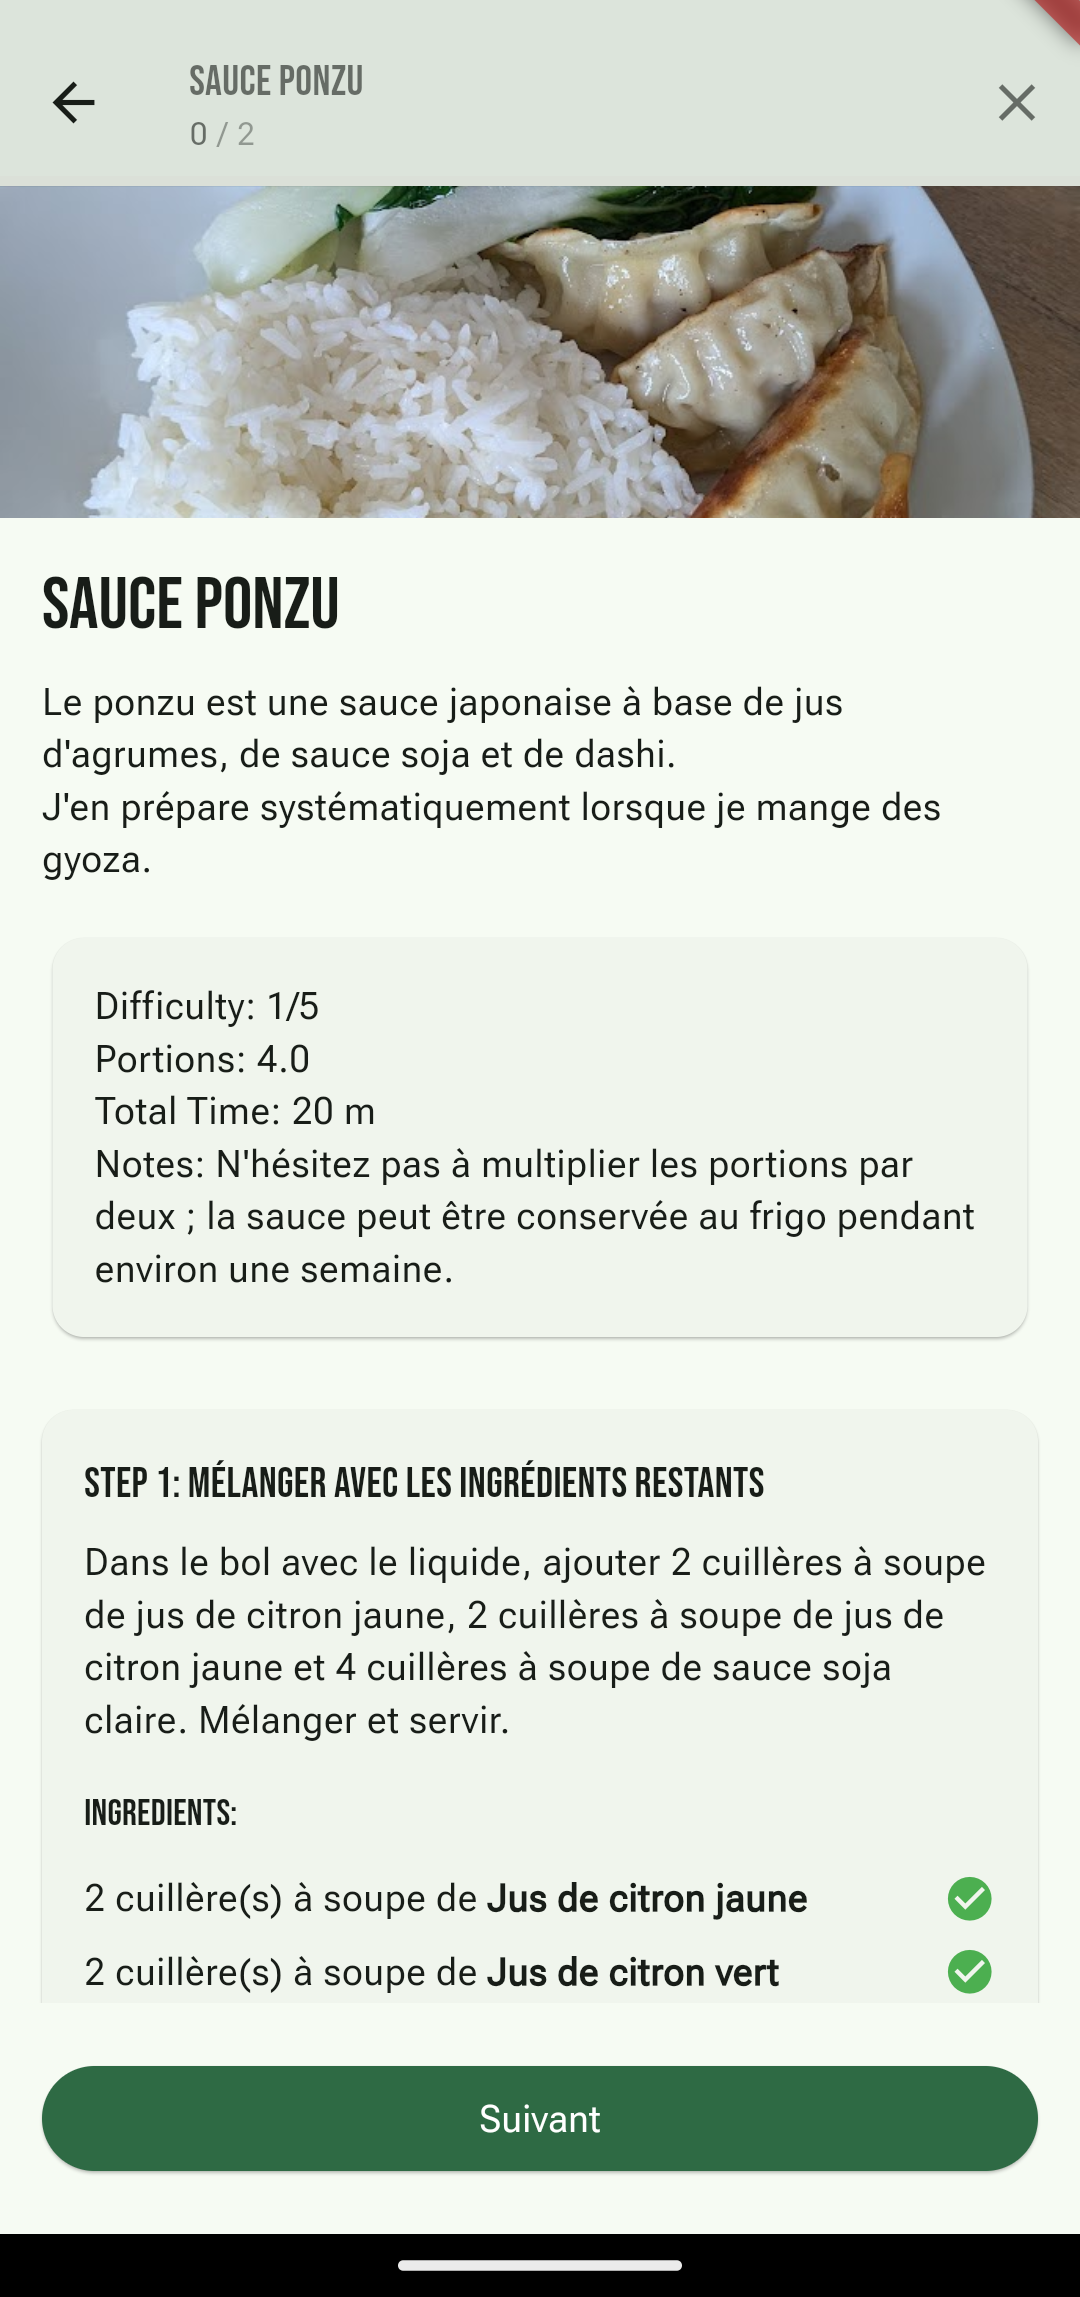 SAUCE PONZU
0 / 2
SAUCE PONZU
Le ponzu est une sauce japonaise à base de jus
d'agrumes, de sauce soja et de dashi.
J'en prépare systématiquement lorsque je mange des
gyoza.
Difficulty: 1/5
Portions: 4.0
Total Time: 20 m
Notes: N'hésitez pas à multiplier les portions par
deux ; la sauce peut être conservée au frigo pendant
environ une semaine.
STEP 1: MÉLANGER AVEC LES INGRÉDIENTS RESTANTS
Dans le bol avec le liquide, ajouter 2 cuillères à soupe
de jus de citron jaune, 2 cuillères à soupe de jus de
citron jaune et 4 cuillères à soupe de sauce soja
claire. Mélanger et servir.
INGREDIENTS:
2 cuillère(s) à soupe de Jus de citron jaune
2 cuillère(s) à soupe de Jus de citron vert
Suivant